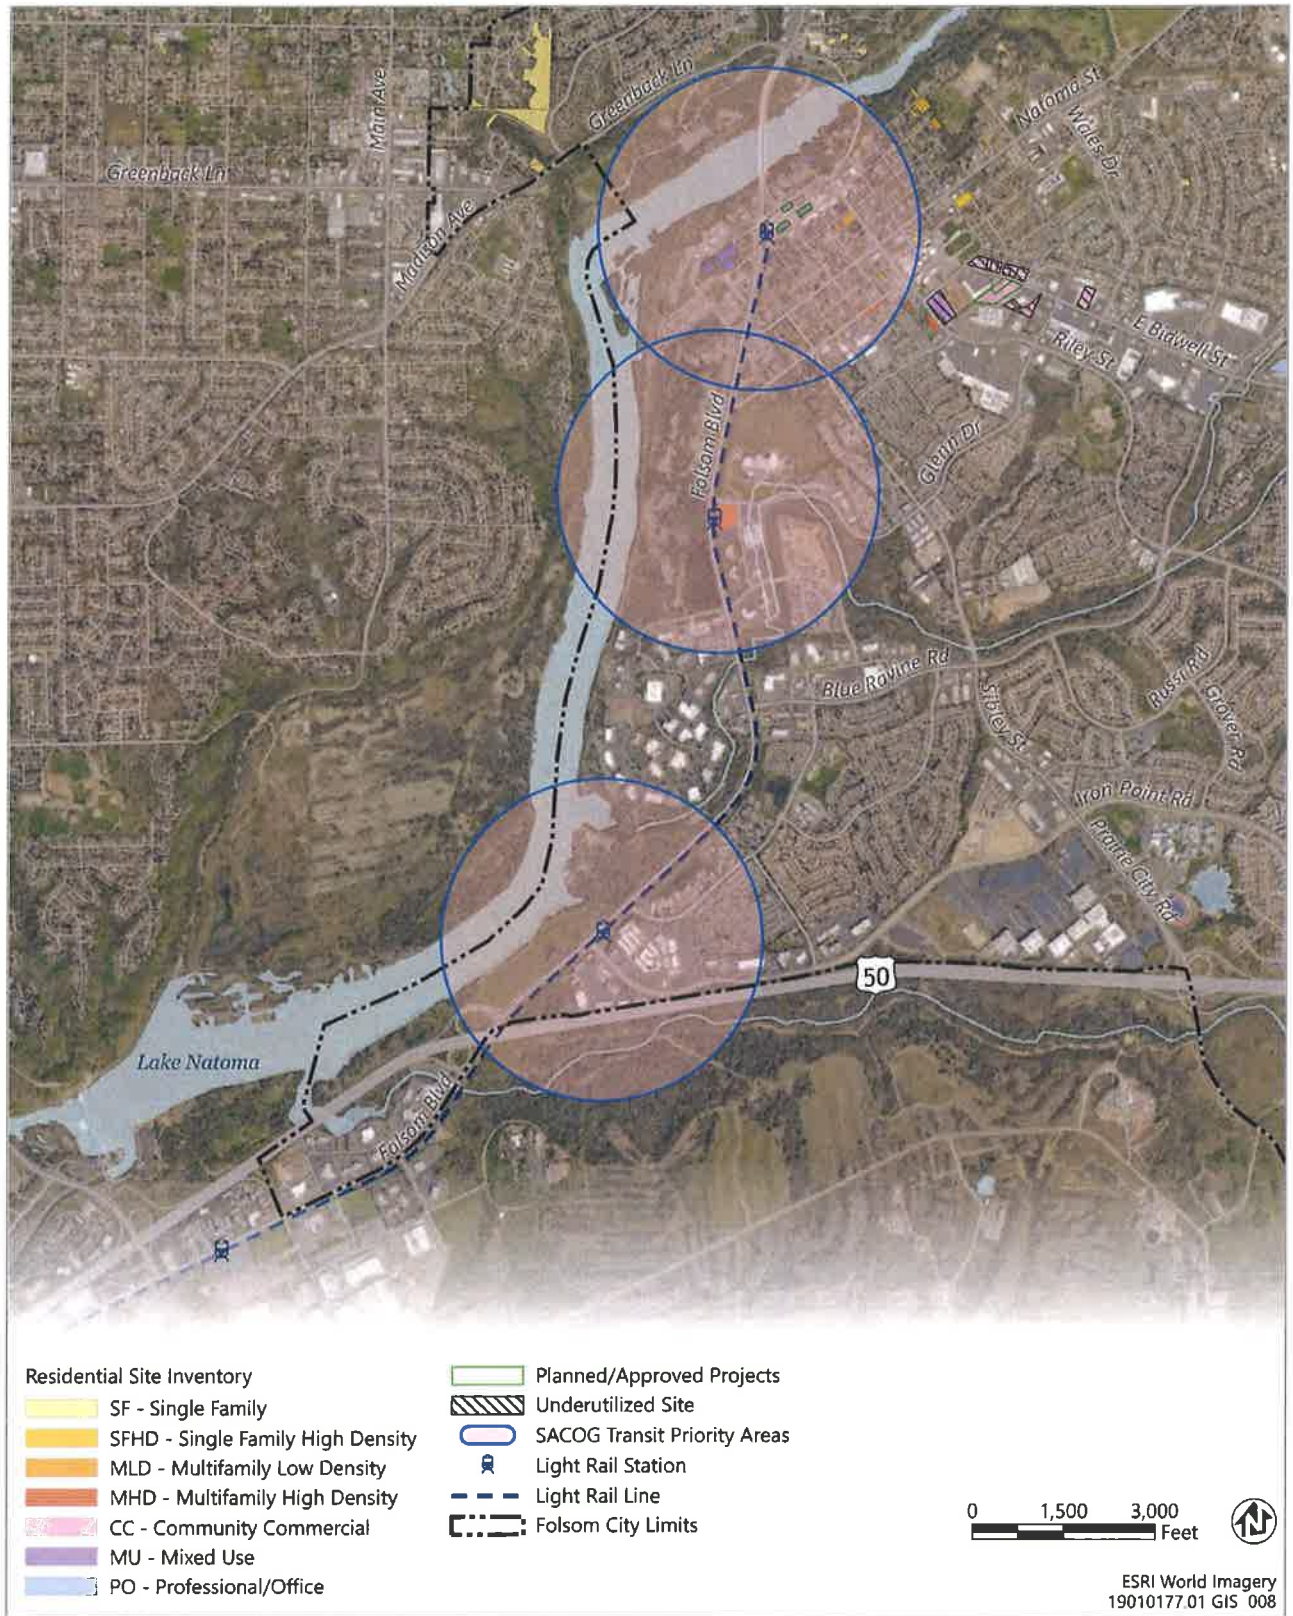 Greenback Ln
Main Ave
Natoma St
Wales Dr
Greenback Ln
Madison Ave
E Bidwell St
Riley St
Folsom Blvd
Glenn Dr
Blue Ravine Rd
Russi Rd
Sibley St
Grover Rd
Iron Point Rd
Prairie City Rd
50
Lake Natoma
Folsom Blvd
Residential Site Inventory
SF - Single Family
SFHD - Single Family High Density
MLD - Multifamily Low Density
MHD - Multifamily High Density
CC - Community Commercial
MU - Mixed Use
PO - Professional/Office
Planned/Approved Projects
Underutilized Site
SACOG Transit Priority Areas
Light Rail Station
Light Rail Line
Folsom City Limits
0 1,500 3,000
Feet
N
ESRI World Imagery
19010177.01 GIS 008